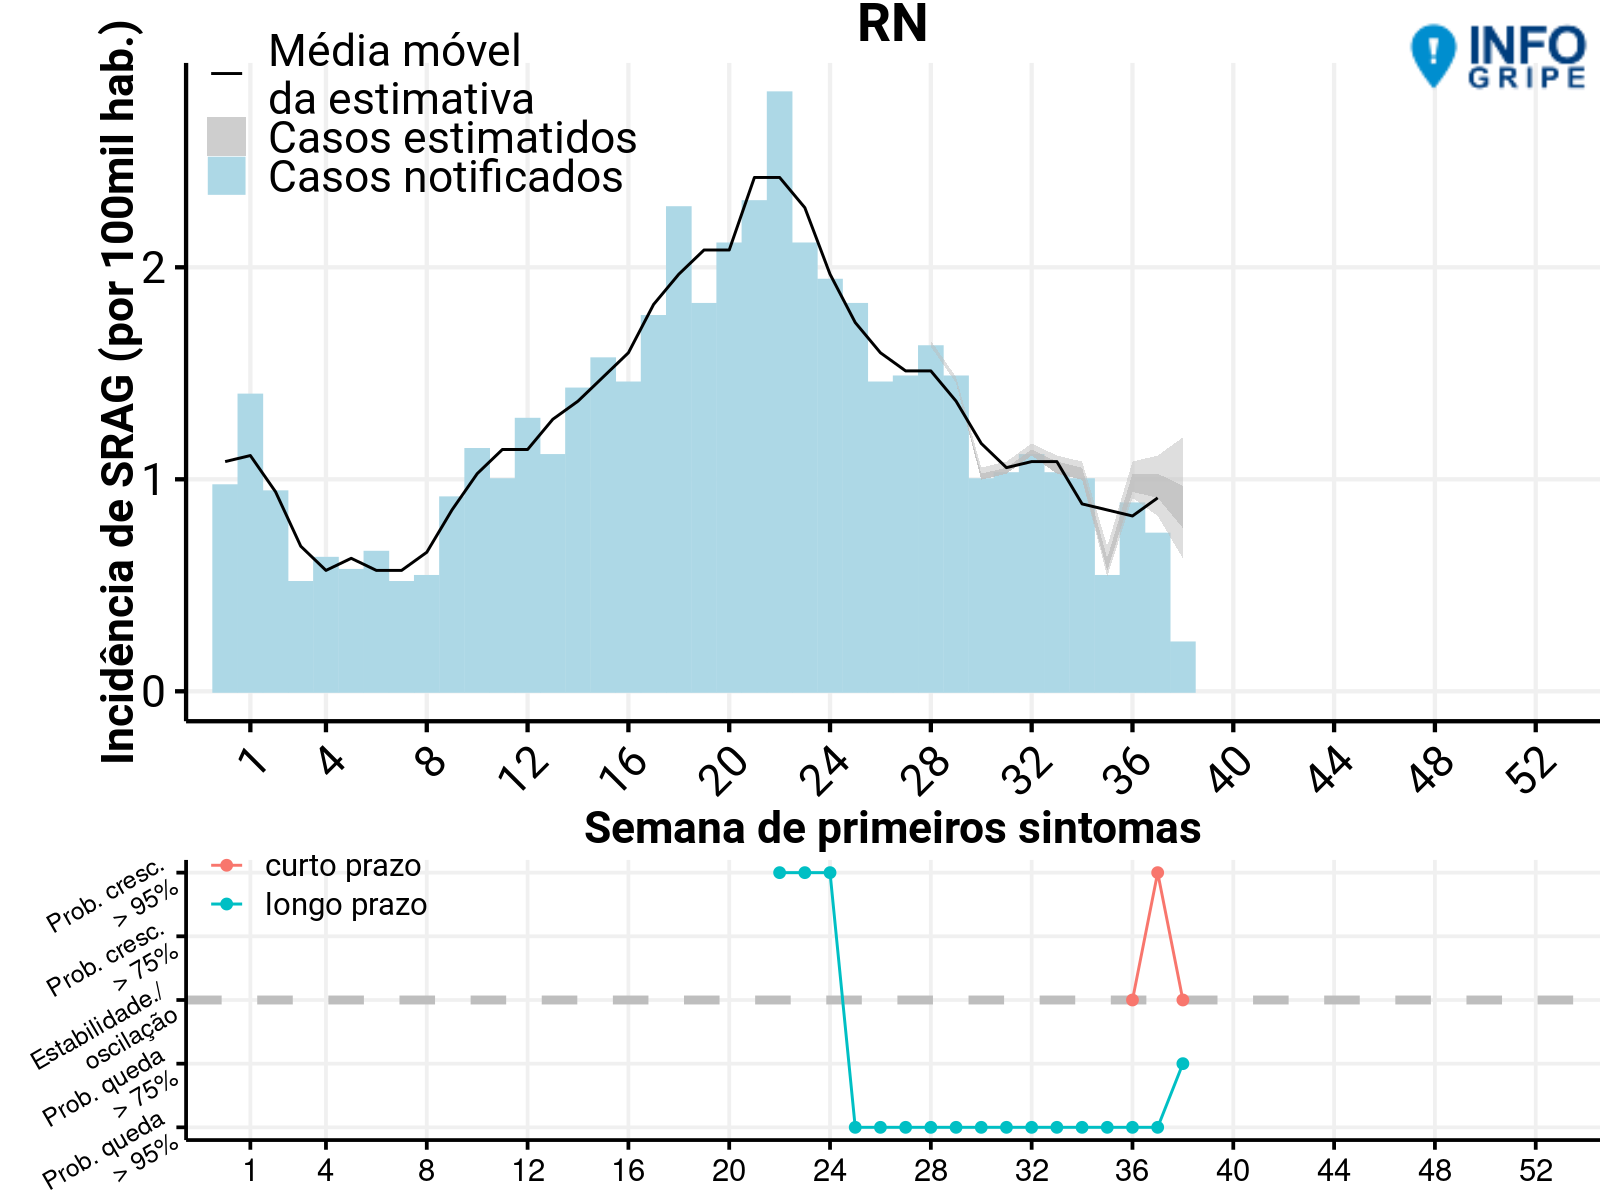 RN
INFO
GRIPE
Média móvel
da estimativa
Casos estimatidos
Casos notificados
Incidência de SRAG (por 100mil hab.)
2
1
0
1 4 8 12 16 20 24 28 32 36 40 44 48 52
Semana de primeiros sintomas
curto prazo
longo prazo
Prob. cresc.
> 95%
Prob. cresc.
> 75%
Estabilidade./
oscilação
Prob. queda
> 75%
Prob. queda
> 95%
1 4 8 12 16 20 24 28 32 36 40 44 48 52